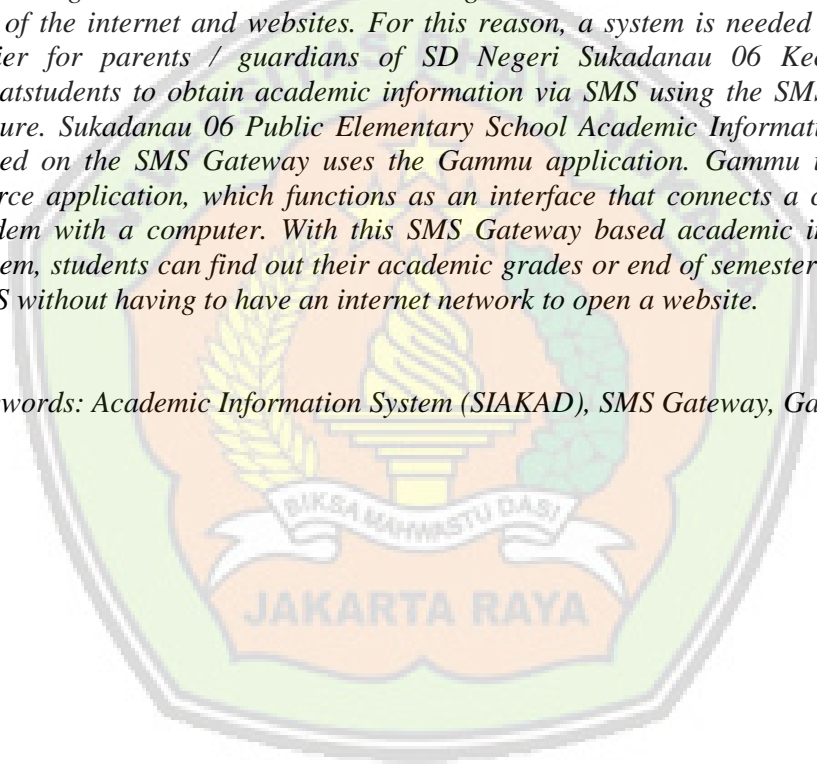 of the internet and websites. For this reason, a system is needed
ier for parents / guardians of SD Negeri Sukadanau 06 Kec
atstudents to obtain academic information via SMS using the SMS
ure. Sukadanau 06 Public Elementary School Academic Informati
ed on the SMS Gateway uses the Gammu application. Gammu i
rce application, which functions as an interface that connects a c
dem with a computer. With this SMS Gateway based academic i
em, students can find out their academic grades or end of semester
S without having to have an internet network to open a website.
words: Academic Information System (SIAKAD), SMS Gateway, Ga
BIKSA MAHWASTU DASI
JAKARTA RAYA